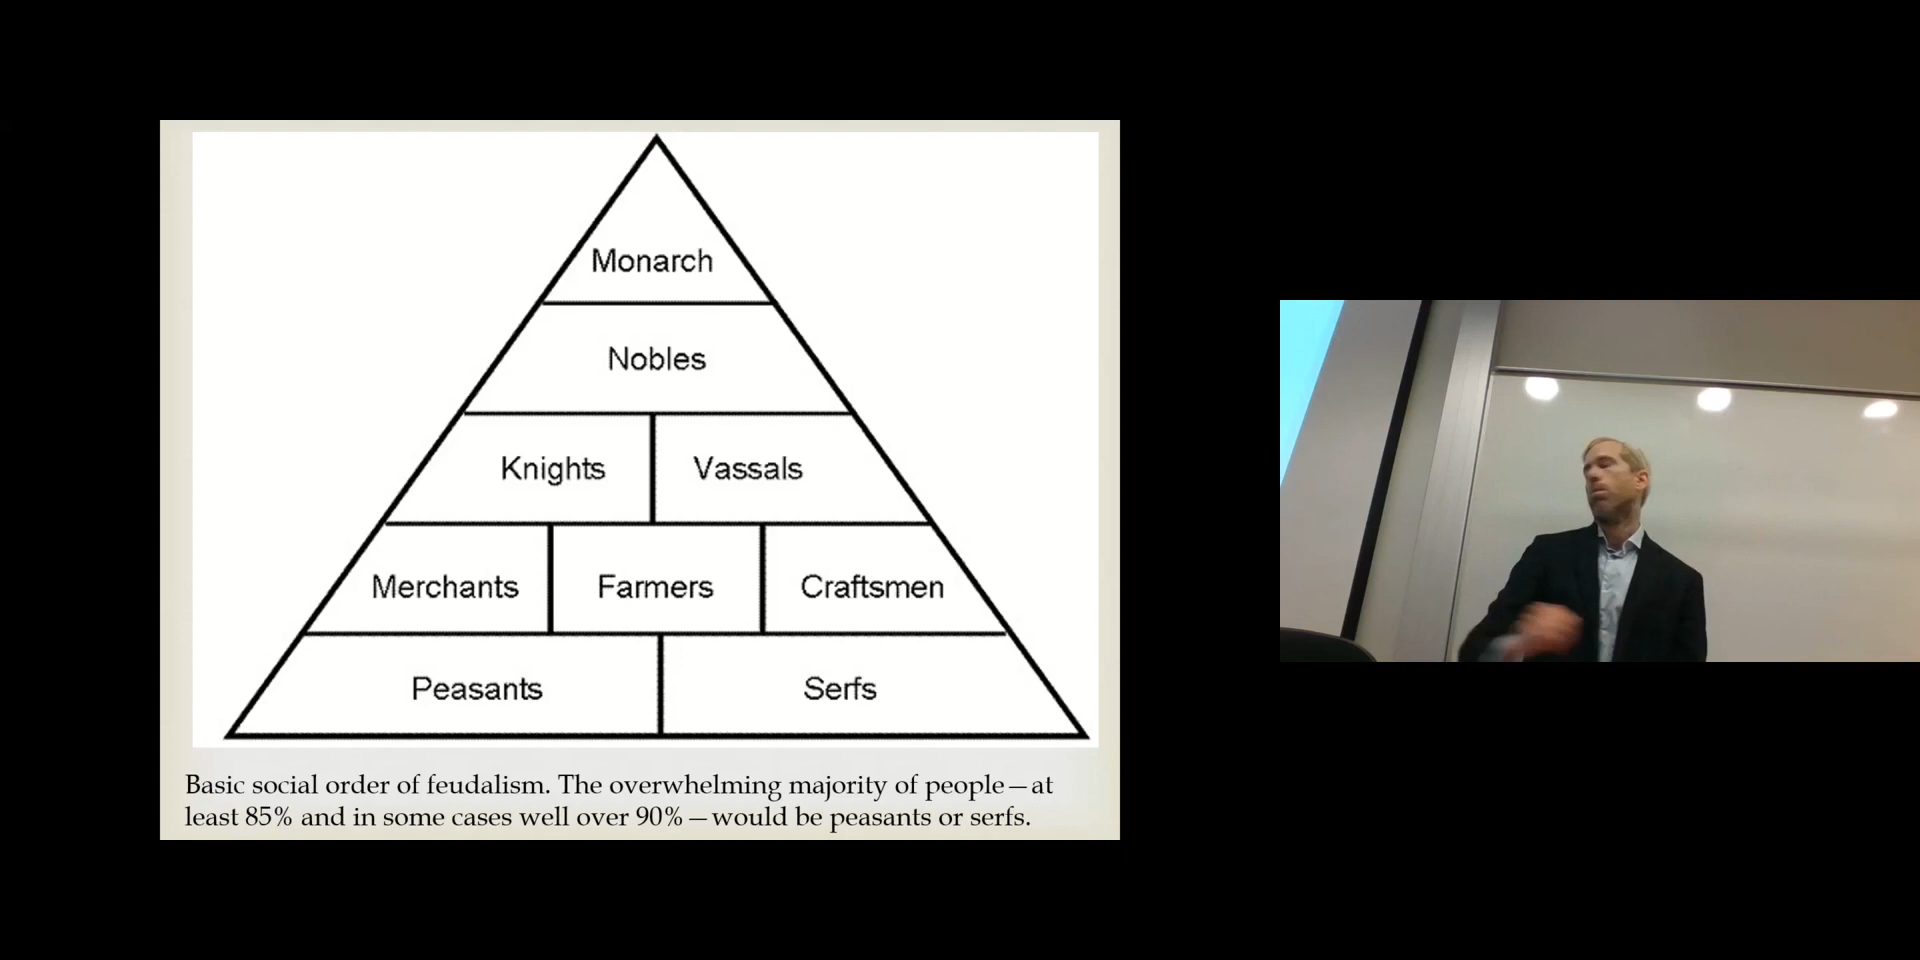 Monarch
Nobles
Knights Vassals
Merchants Farmers Craftsmen
Peasants Serfs
Basic social order of feudalism. The overwhelming majority of people—at
least 85% and in some cases well over 90%—would be peasants or serfs.